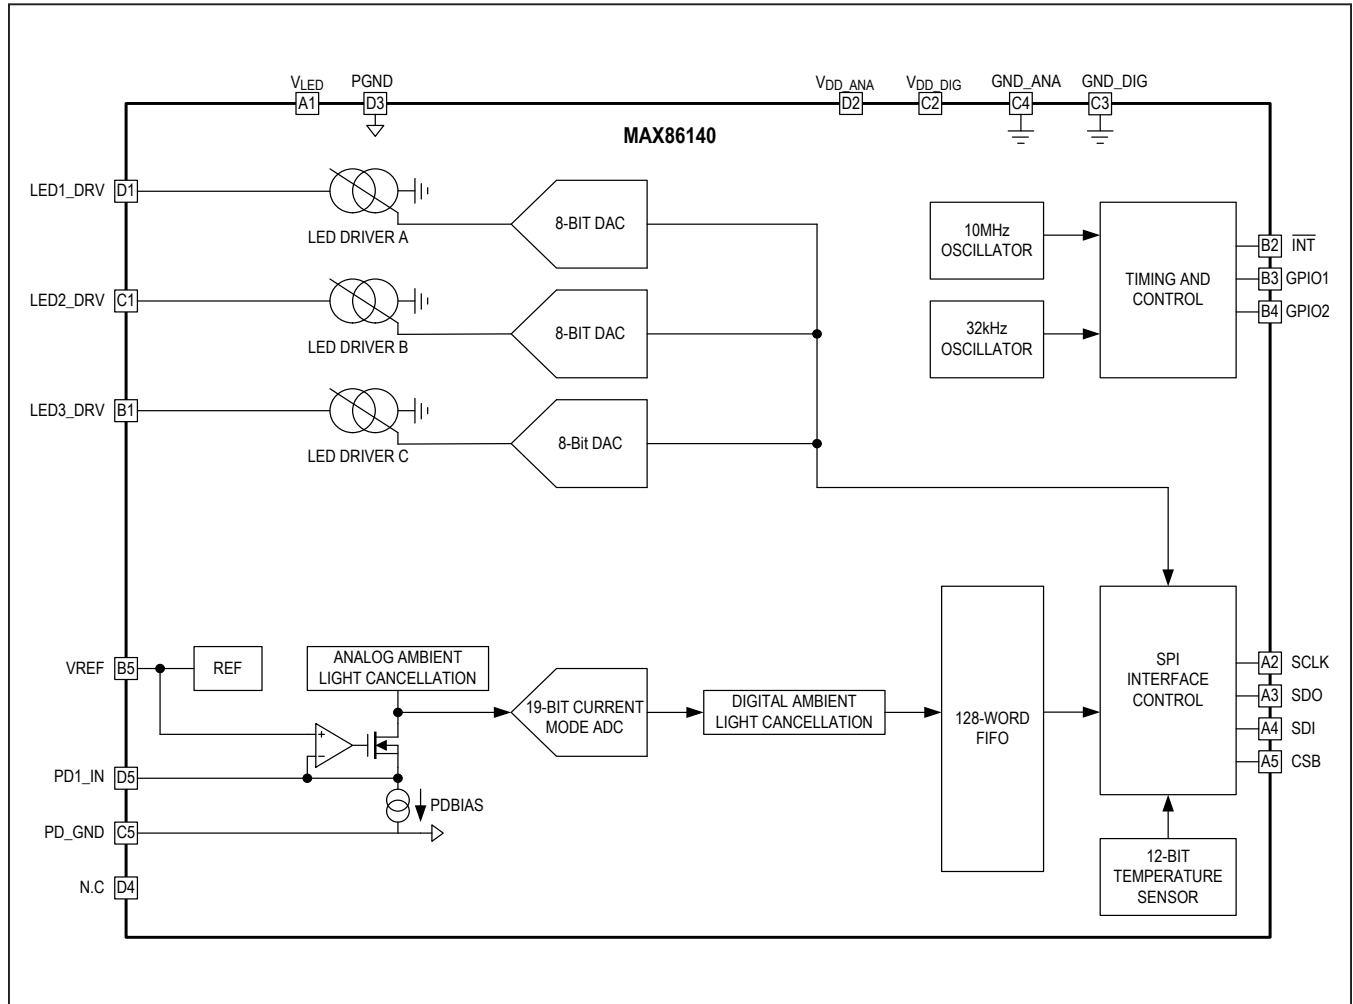 VLED
PGND
VDD_ANA
VDD_DIG
GND_ANA
GND_DIG
A1
D3
D2
C2
C4
C3
MAX86140
LED1_DRV
D1
LED DRIVER A
8-BIT DAC
10MHz
OSCILLATOR
TIMING AND
CONTROL
B2
INT
B3
GPIO1
B4
GPIO2
LED2_DRV
C1
LED DRIVER B
8-BIT DAC
32kHz
OSCILLATOR
LED3_DRV
B1
LED DRIVER C
8-Bit DAC
VREF
B5
REF
ANALOG AMBIENT
LIGHT CANCELLATION
19-BIT CURRENT
MODE ADC
DIGITAL AMBIENT
LIGHT CANCELLATION
128-WORD
FIFO
SPI
INTERFACE
CONTROL
A2
SCLK
A3
SDO
A4
SDI
A5
CSB
+
−
PD1_IN
D5
PDBIAS
PD_GND
C5
N.C
D4
12-BIT
TEMPERATURE
SENSOR